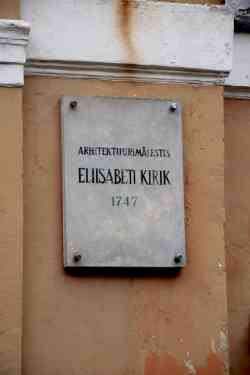 ARHITEKTUURIMÄLESTIS
ELIISABETI KIRIK
1747